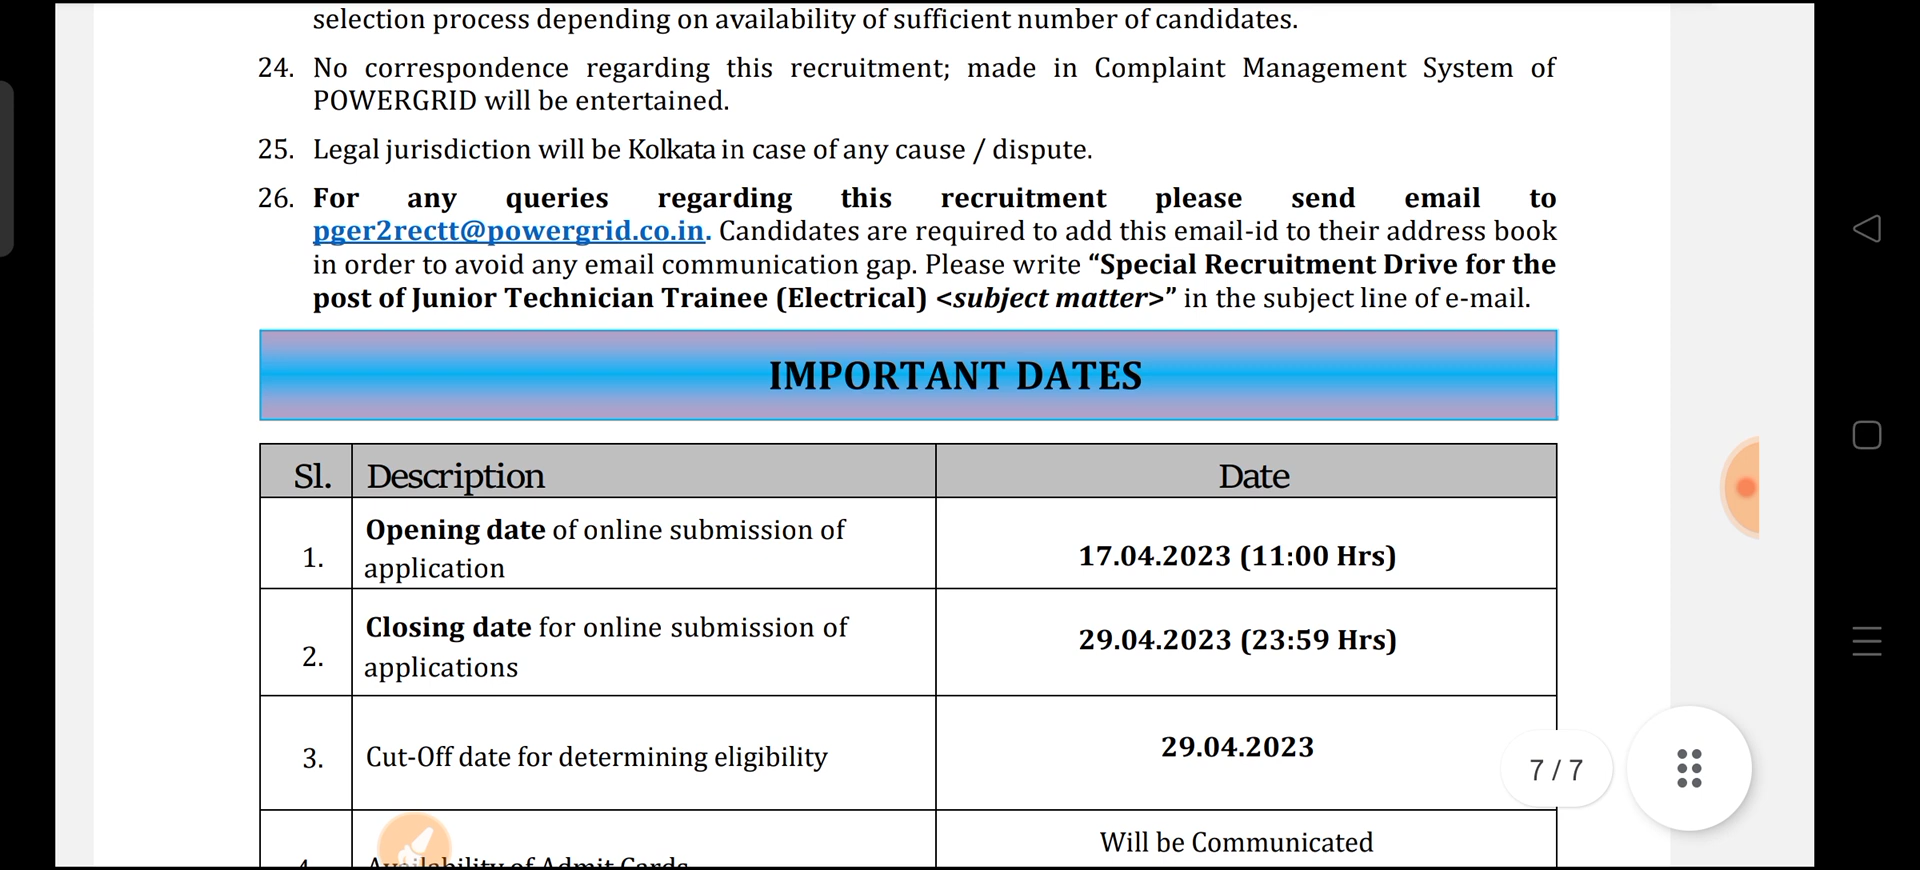 selection process depending on availability of sufficient number of candidates.
24. No correspondence regarding this recruitment; made in Complaint Management System of
POWERGRID will be entertained.
25. Legal jurisdiction will be Kolkata in case of any cause / dispute.
26. For any queries regarding this recruitment please send email to
pger2rectt@powergrid.co.in. Candidates are required to add this email-id to their address book
in order to avoid any email communication gap. Please write “Special Recruitment Drive for the
post of Junior Technician Trainee (Electrical) <subject matter>” in the subject line of e-mail.
IMPORTANT DATES
Sl. Description Date
1. Opening date of online submission of
application
17.04.2023 (11:00 Hrs)
2. Closing date for online submission of
applications
29.04.2023 (23:59 Hrs)
3. Cut-Off date for determining eligibility
29.04.2023
7 / 7
4. Availability of Admit Cards
Will be Communicated